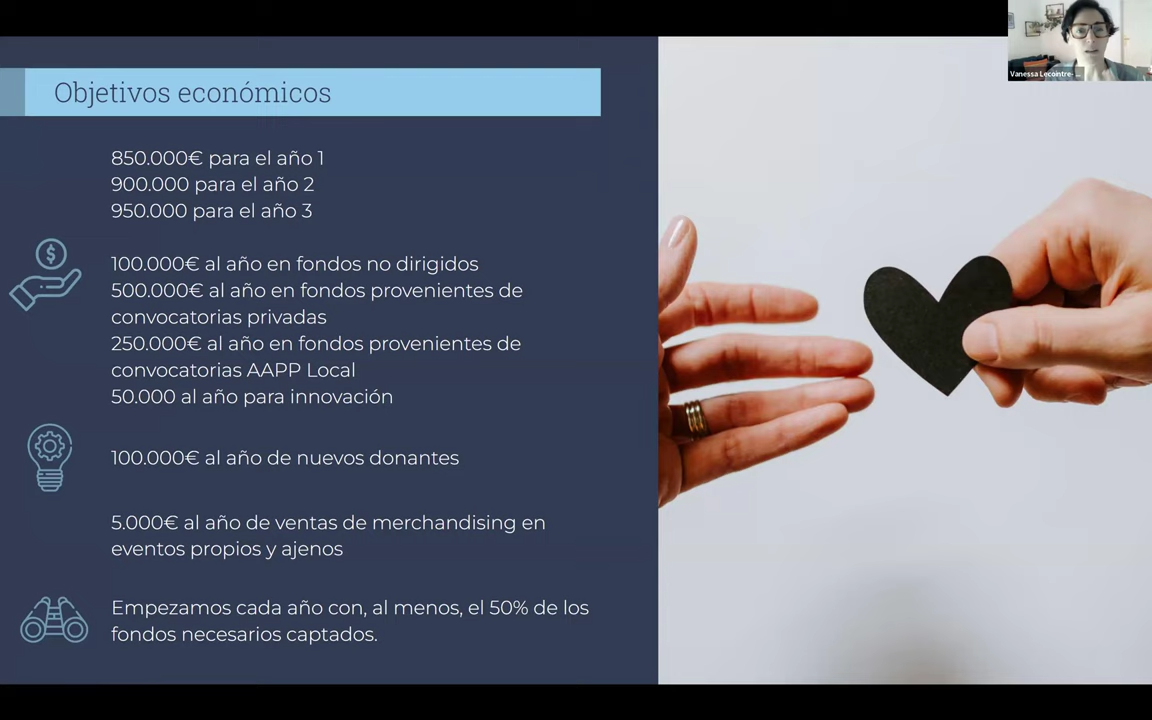 Vanessa Lecointre-...
Objetivos económicos
850.000€ para el año 1
900.000 para el año 2
950.000 para el año 3
100.000€ al año en fondos no dirigidos
500.000€ al año en fondos provenientes de
convocatorias privadas
250.000€ al año en fondos provenientes de
convocatorias AAPP Local
50.000 al año para innovación
100.000€ al año de nuevos donantes
5.000€ al año de ventas de merchandising en
eventos propios y ajenos
Empezamos cada año con, al menos, el 50% de los
fondos necesarios captados.